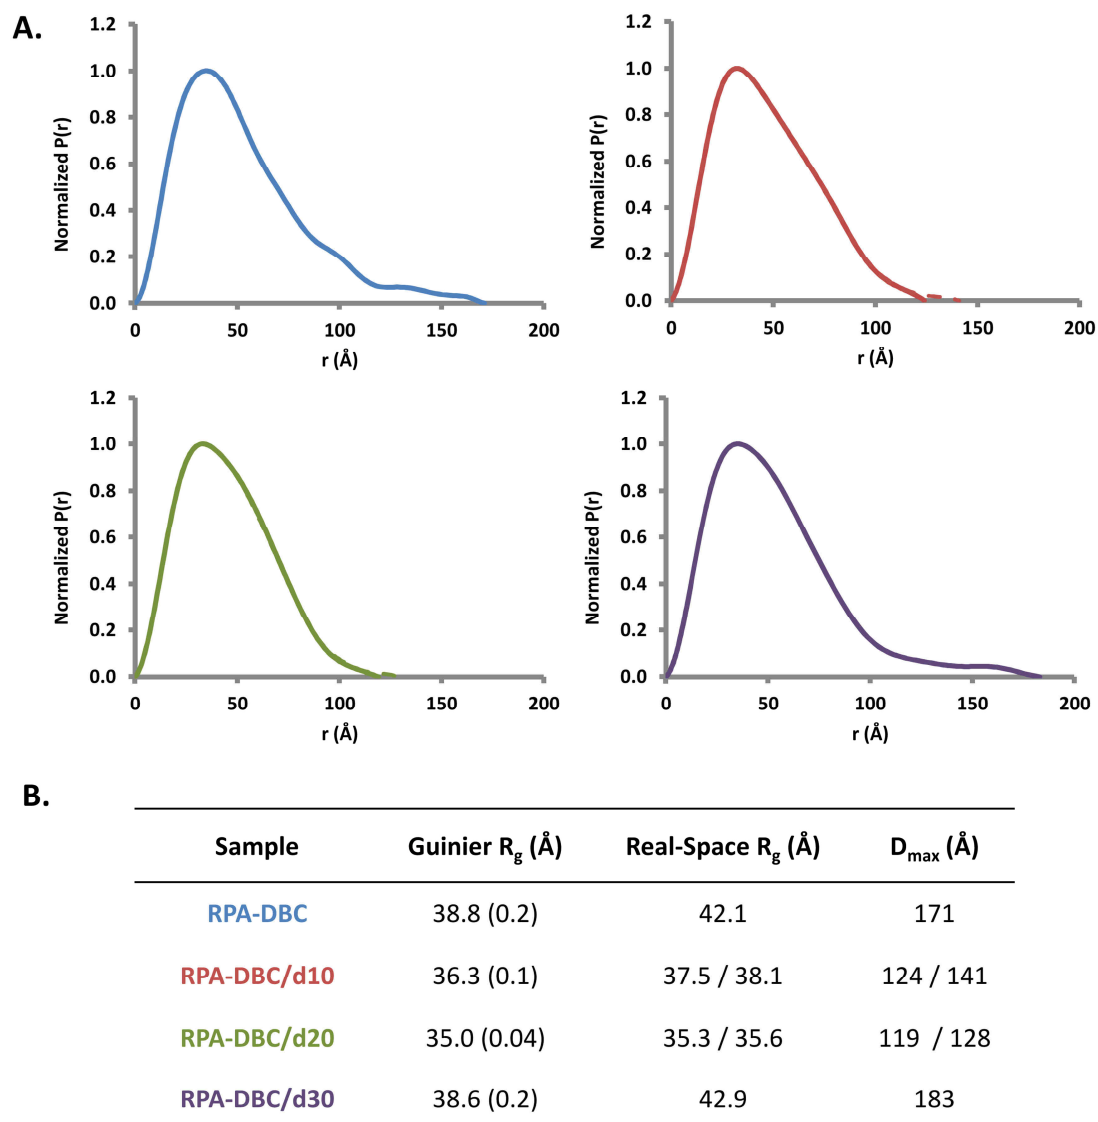 A.
1.2
1.0
0.8
0.6
0.4
0.2
0.0
Normalized P(r)
0 50 100 150 200
r (Å)
1.2
1.0
0.8
0.6
0.4
0.2
0.0
Normalized P(r)
0 50 100 150 200
r (Å)
1.2
1.0
0.8
0.6
0.4
0.2
0.0
Normalized P(r)
0 50 100 150 200
r (Å)
1.2
1.0
0.8
0.6
0.4
0.2
0.0
Normalized P(r)
0 50 100 150 200
r (Å)
B.
Sample Guinier Rg (Å) Real-Space Rg (Å) Dmax (Å)
RPA-DBC 38.8 (0.2) 42.1 171
RPA-DBC/d10 36.3 (0.1) 37.5 / 38.1 124 / 141
RPA-DBC/d20 35.0 (0.04) 35.3 / 35.6 119 / 128
RPA-DBC/d30 38.6 (0.2) 42.9 183